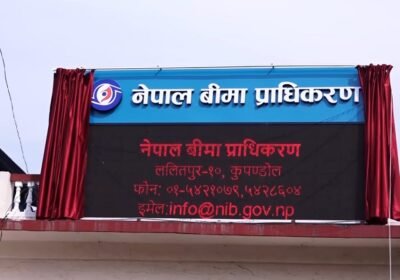 नेपाल बीमा प्राधिकरण
नेपाल बीमा प्राधिकरण
ललितपुर-१०, कुपण्डोल
फोन: ०१-५४२१०७९,५४२८६०४
इमेल:info@nib.gov.np